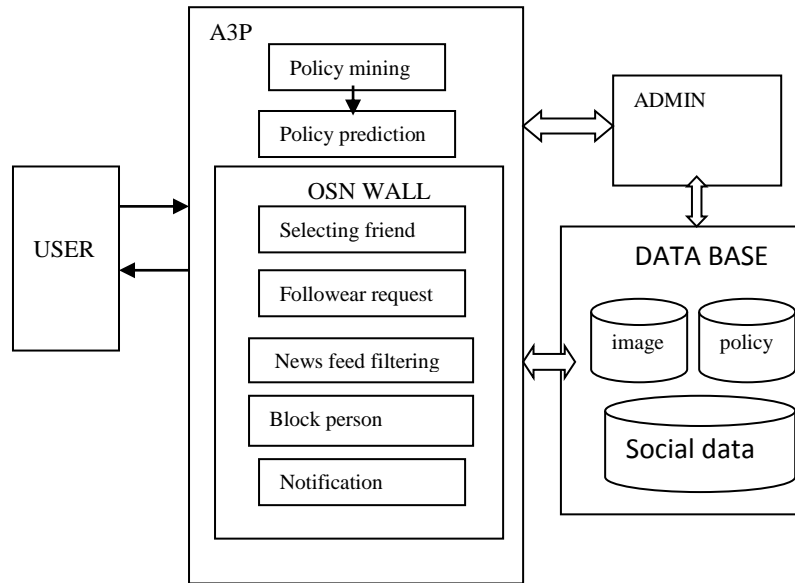 A3P
Policy mining
Policy prediction
OSN WALL
Selecting friend
Followear request
News feed filtering
Block person
Notification
USER
ADMIN
DATA BASE
image
policy
Social data